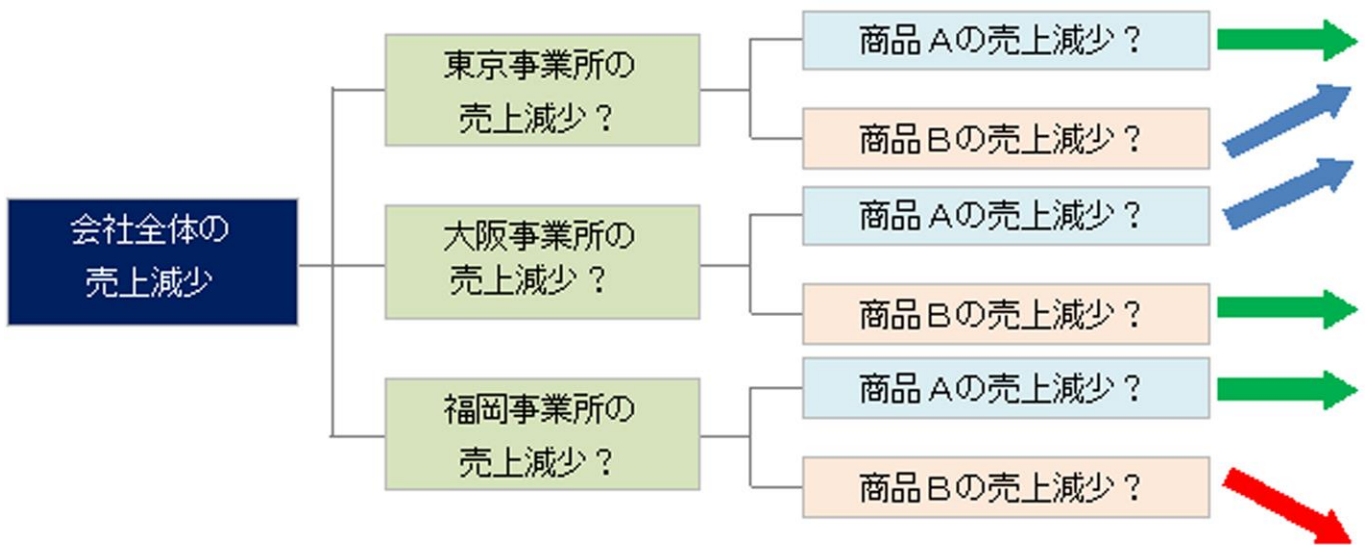 会社全体の
売上減少
東京事業所の
売上減少？
商品Ａの売上減少？
商品Ｂの売上減少？
大阪事業所の
売上減少？
商品Ａの売上減少？
商品Ｂの売上減少？
福岡事業所の
売上減少？
商品Ａの売上減少？
商品Ｂの売上減少？